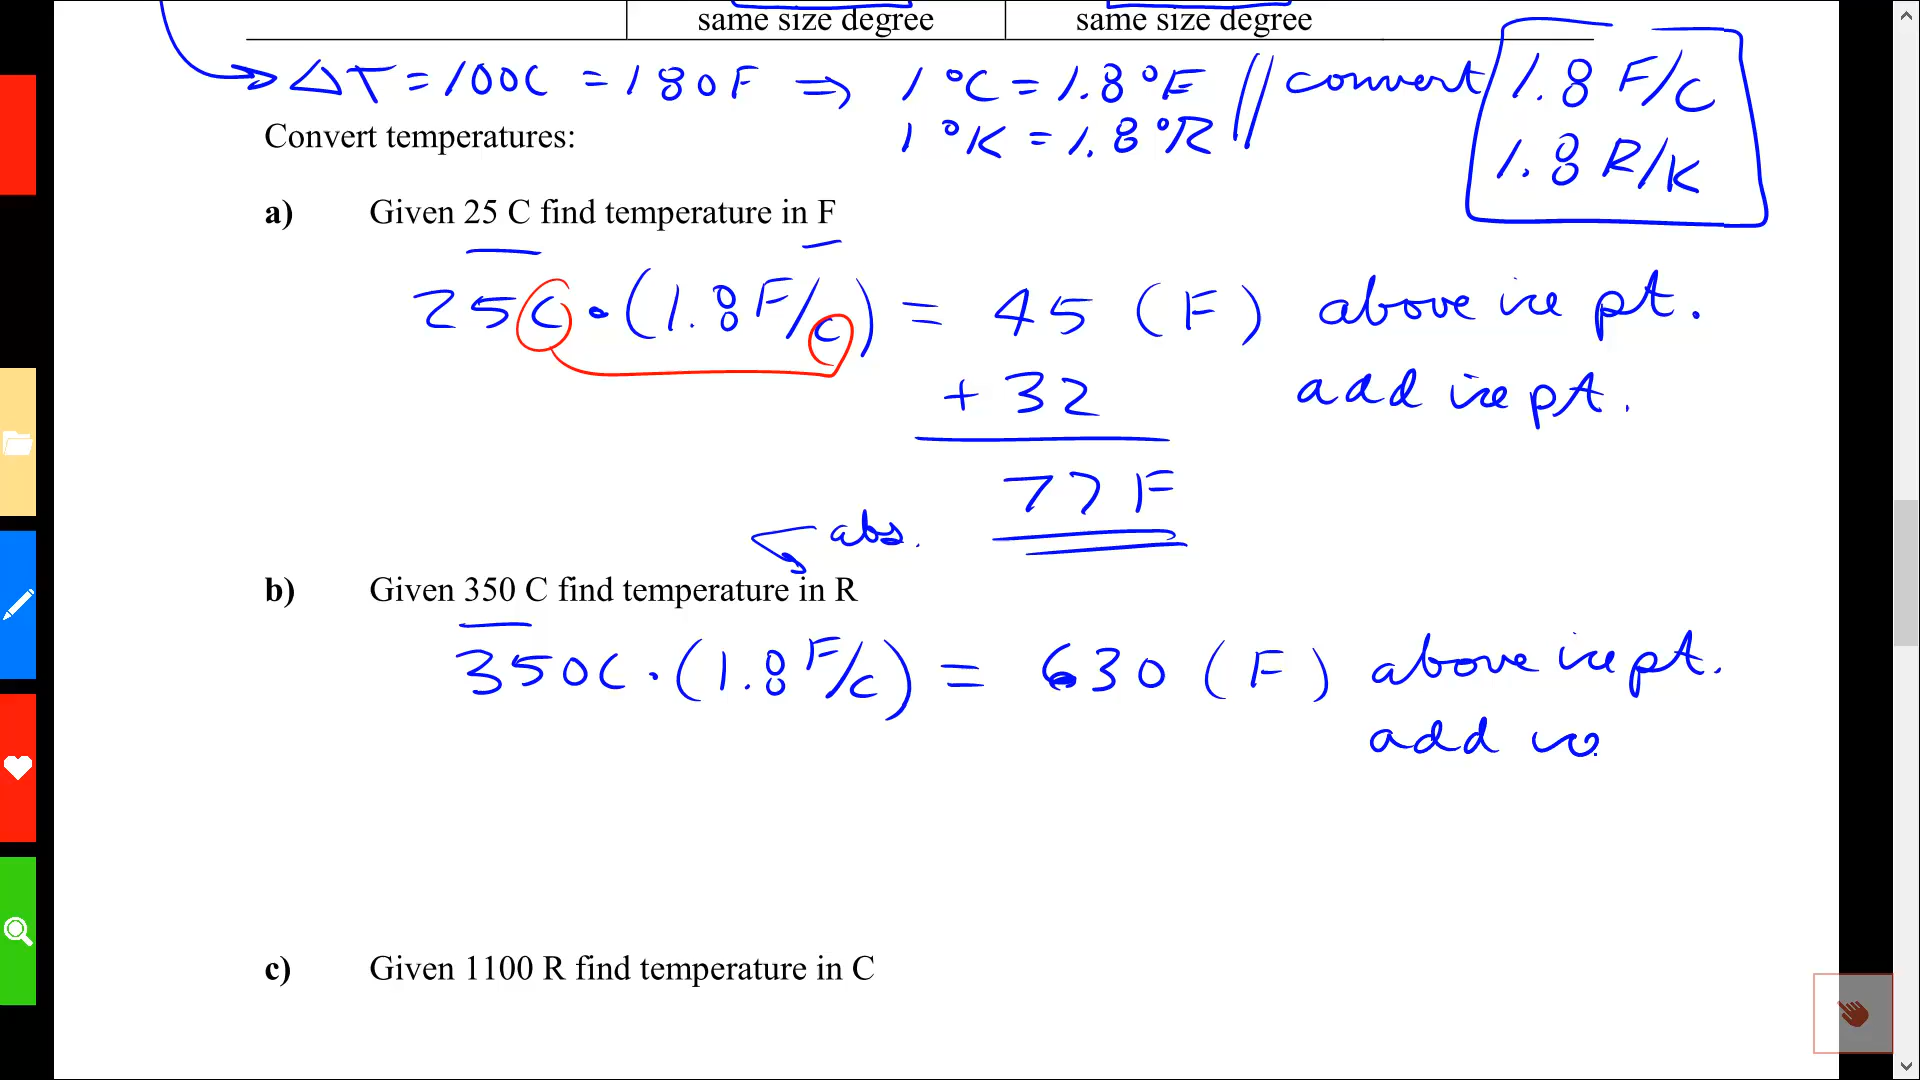 same size degree same size degree
ΔT = 100C = 180F ⇒ 1 °C = 1.8 °F // convert 1.8 F/C
Convert temperatures: 1 °K = 1.8 °R 1.8 R/K
a) Given 25 C find temperature in F
25C · (1.8 F/C) = 45 (F) above ice pt.
+ 32 add ice pt.
77 F
abs.
b) Given 350 C find temperature in R
350C · (1.8 F/C) = 630 (F) above ice pt.
add
c) Given 1100 R find temperature in C